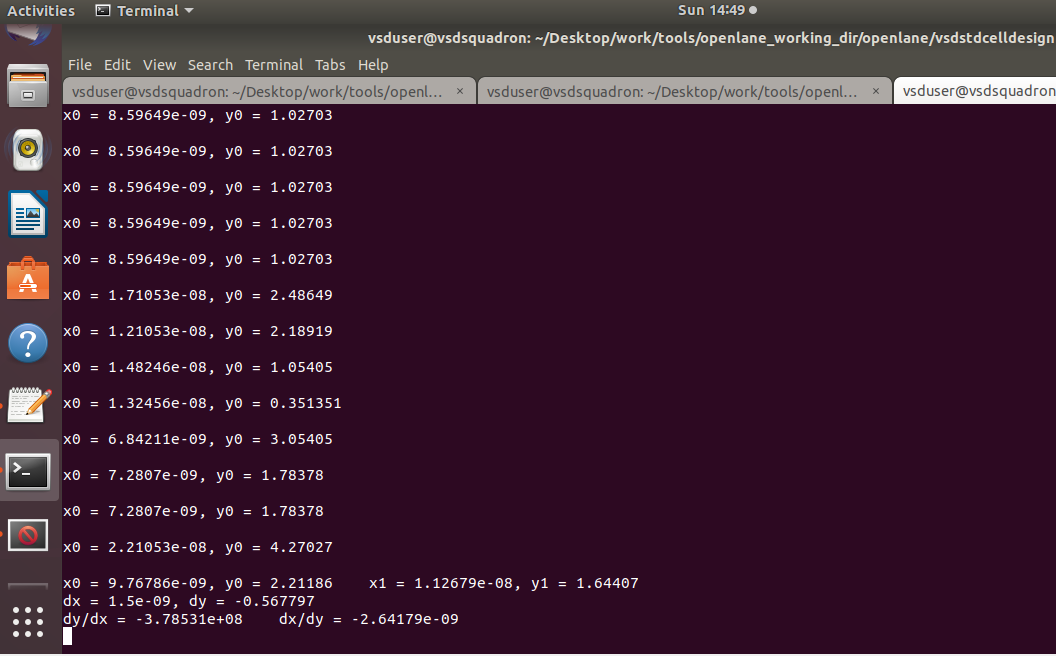 Activities Terminal Sun 14:49
vsduser@vsdsquadron: ~/Desktop/work/tools/openlane_working_dir/openlane/vsdstdcelldesign
File Edit View Search Terminal Tabs Help
vsduser@vsdsquadron: ~/Desktop/work/tools/openl... × vsduser@vsdsquadron: ~/Desktop/work/tools/openl... × vsduser@vsdsquadron:
x0 = 8.59649e-09, y0 = 1.02703
x0 = 8.59649e-09, y0 = 1.02703
x0 = 8.59649e-09, y0 = 1.02703
x0 = 8.59649e-09, y0 = 1.02703
x0 = 8.59649e-09, y0 = 1.02703
x0 = 1.71053e-08, y0 = 2.48649
x0 = 1.21053e-08, y0 = 2.18919
x0 = 1.48246e-08, y0 = 1.05405
x0 = 1.32456e-08, y0 = 0.351351
x0 = 6.84211e-09, y0 = 3.05405
x0 = 7.2807e-09, y0 = 1.78378
x0 = 7.2807e-09, y0 = 1.78378
x0 = 2.21053e-08, y0 = 4.27027
x0 = 9.76786e-09, y0 = 2.21186    x1 = 1.12679e-08, y1 = 1.64407
dx = 1.5e-09, dy = -0.567797
dy/dx = -3.78531e+08    dx/dy = -2.64179e-09